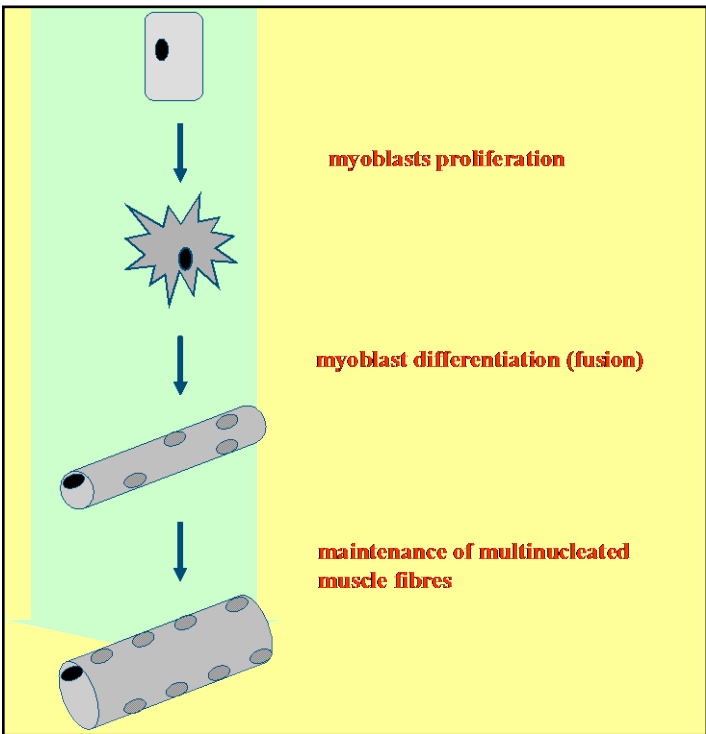 myoblasts proliferation
myoblast differentiation (fusion)
maintenance of multinucleated
muscle fibres